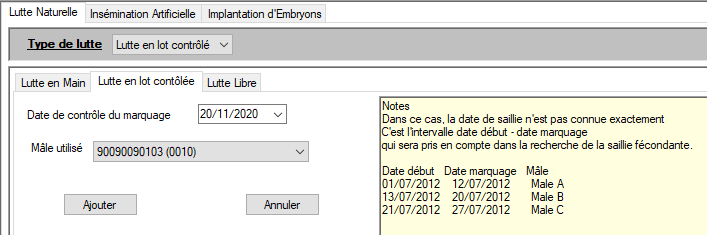 Lutte Naturelle Insémination Artificielle Implantation d'Embryons
Type de lutte Lutte en lot contrôlé
Lutte en Main Lutte en lot contôlée Lutte Libre
Date de contrôle du marquage 20/11/2020
Mâle utilisé 90090090103 (0010)
Ajouter Annuler
Notes
Dans ce cas, la date de saillie n'est pas connue exactement
C'est l'intervalle date début - date marquage
qui sera pris en compte dans la recherche de la saillie fécondante.
Date début Date marquage Mâle
01/07/2012 12/07/2012 Male A
13/07/2012 20/07/2012 Male B
21/07/2012 27/07/2012 Male C